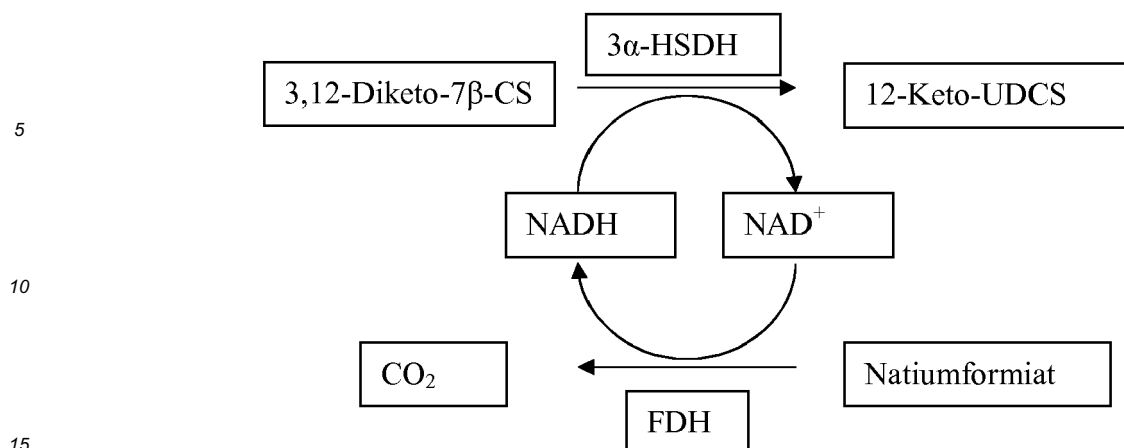 3α-HSDH
3,12-Diketo-7β-CS
12-Keto-UDCS
5
NADH
NAD⁺
10
CO₂
Natiumformiat
FDH
15